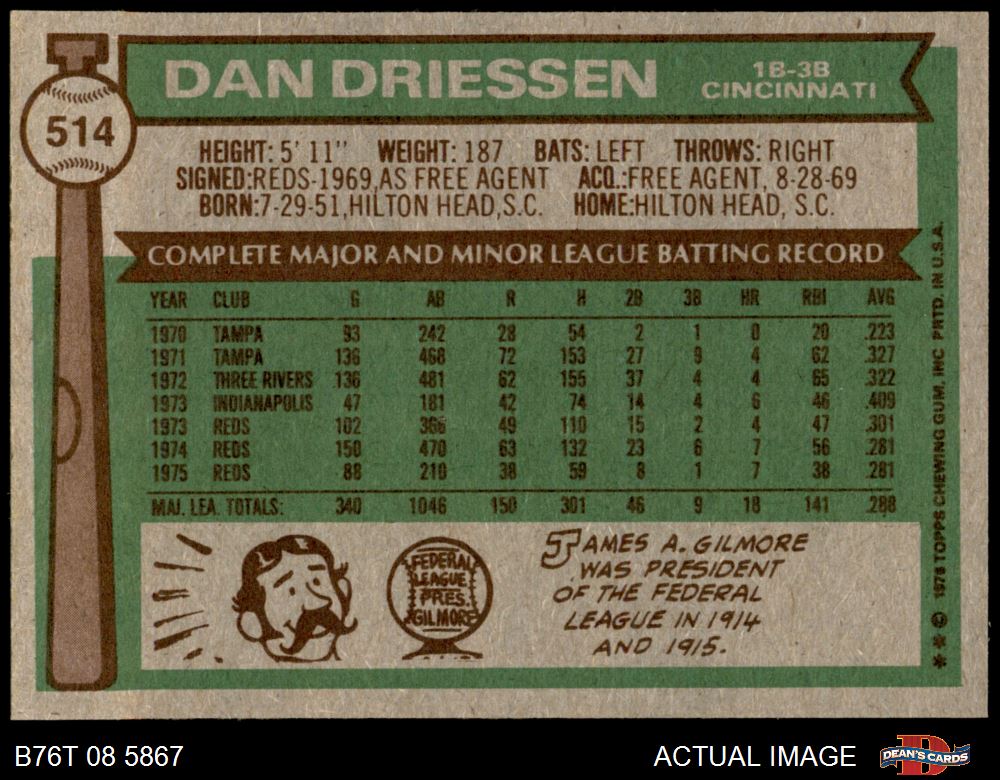 DAN DRIESSEN
1B-3B
CINCINNATI
514
HEIGHT: 5' 11" WEIGHT: 187 BATS: LEFT THROWS: RIGHT
SIGNED:REDS-1969,AS FREE AGENT ACQ.:FREE AGENT, 8-28-69
BORN:7-29-51,HILTON HEAD,S.C. HOME:HILTON HEAD, S.C.
COMPLETE MAJOR AND MINOR LEAGUE BATTING RECORD
YEAR CLUB G AB R H 2B 3B HR RBI AVG
1970 TAMPA 93 242 28 54 2 1 0 20 .223
1971 TAMPA 136 468 72 153 27 9 4 62 .327
1972 THREE RIVERS 136 481 62 155 37 4 4 65 .322
1973 INDIANAPOLIS 47 181 42 74 14 4 6 46 .409
1973 REDS 102 366 49 110 15 2 4 47 .301
1974 REDS 150 470 63 132 23 6 7 56 .281
1975 REDS 88 210 38 59 8 1 7 38 .281
MAJ. LEA. TOTALS: 340 1046 150 301 46 9 18 141 .288
FEDERAL
LEAGUE
PRES.
GILMORE
JAMES A. GILMORE
WAS PRESIDENT
OF THE FEDERAL
LEAGUE IN 1914
AND 1915.
** © 1976 TOPPS CHEWING GUM, INC PRTD. IN U.S.A.
B76T 08 5867
ACTUAL IMAGE
D
DEAN'S CARDS